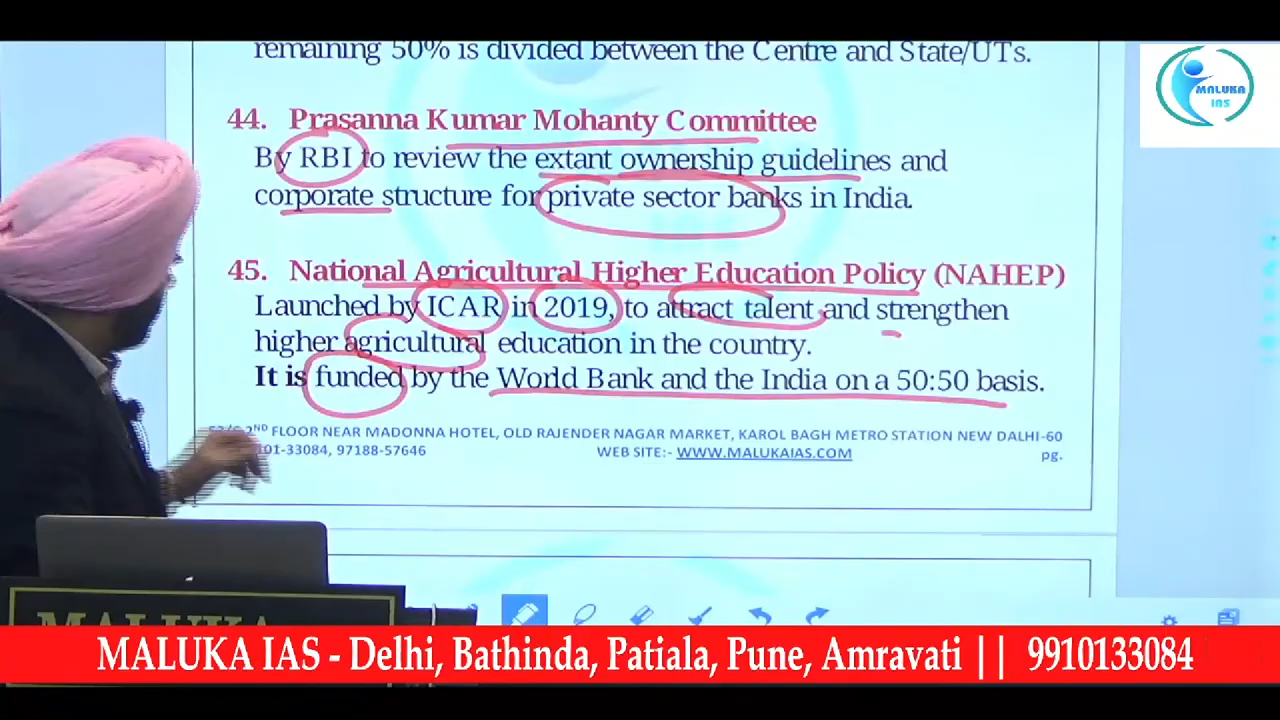 remaining 50% is divided between the Centre and State/UTs.
MALUKA
IAS
44. Prasanna Kumar Mohanty Committee
By RBI to review the extant ownership guidelines and
corporate structure for private sector banks in India.
45. National Agricultural Higher Education Policy (NAHEP)
Launched by ICAR in 2019, to attract talent and strengthen
higher agricultural education in the country.
It is funded by the World Bank and the India on a 50:50 basis.
2ND FLOOR NEAR MADONNA HOTEL, OLD RAJENDER NAGAR MARKET, KAROL BAGH METRO STATION NEW DELHI-60
101-33084, 97188-57646 WEB SITE:- WWW.MALUKAIAS.COM pg.
MALUKA
MALUKA IAS - Delhi, Bathinda, Patiala, Pune, Amravati || 9910133084